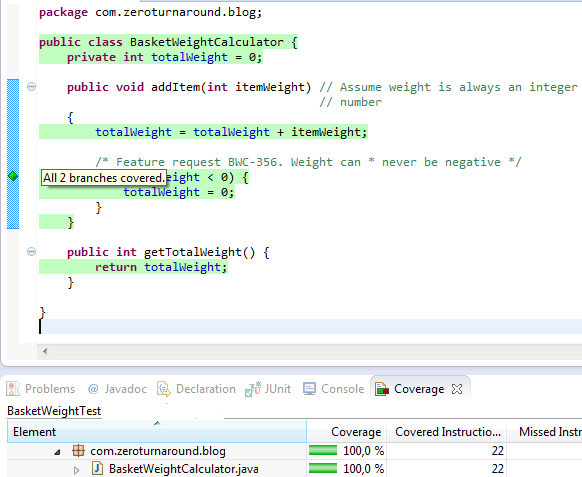 package com.zeroturnaround.blog;
public class BasketWeightCalculator {
private int totalWeight = 0;
public void addItem(int itemWeight) // Assume weight is always an integer
// number
{
totalWeight = totalWeight + itemWeight;
/* Feature request BWC-356. Weight can * never be negative */
All 2 branches covered. eight < 0) {
totalWeight = 0;
}
}
public int getTotalWeight() {
return totalWeight;
}
}
Problems @ Javadoc Declaration JUnit Console Coverage
BasketWeightTest
Element Coverage Covered Instructio... Missed Instruct
com.zeroturnaround.blog 100,0 % 22
BasketWeightCalculator.java 100,0 % 22